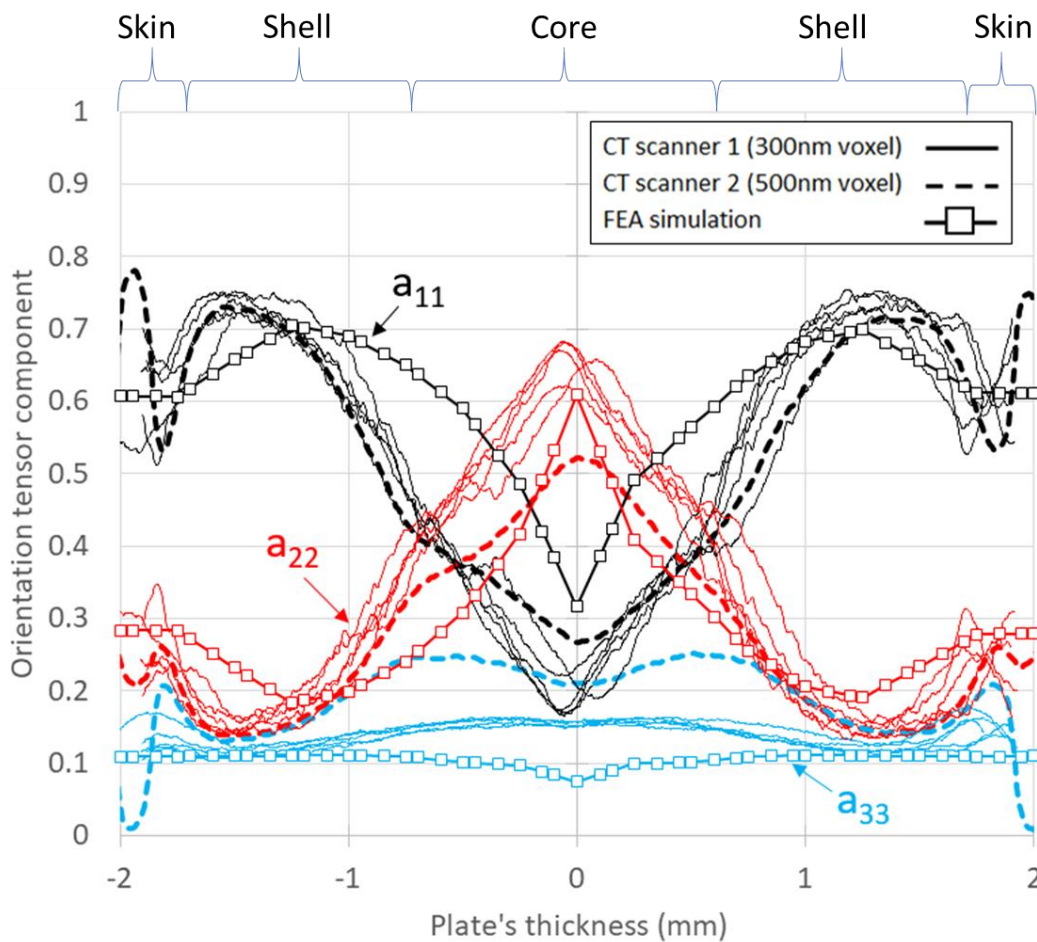 Skin Shell Core Shell Skin
1
CT scanner 1 (300nm voxel)
CT scanner 2 (500nm voxel)
FEA simulation
0.9
0.8
a11
0.7
0.6
0.5
0.4
a22
0.3
0.2
0.1
a33
0
-2 -1 0 1 2
Orientation tensor component
Plate's thickness (mm)